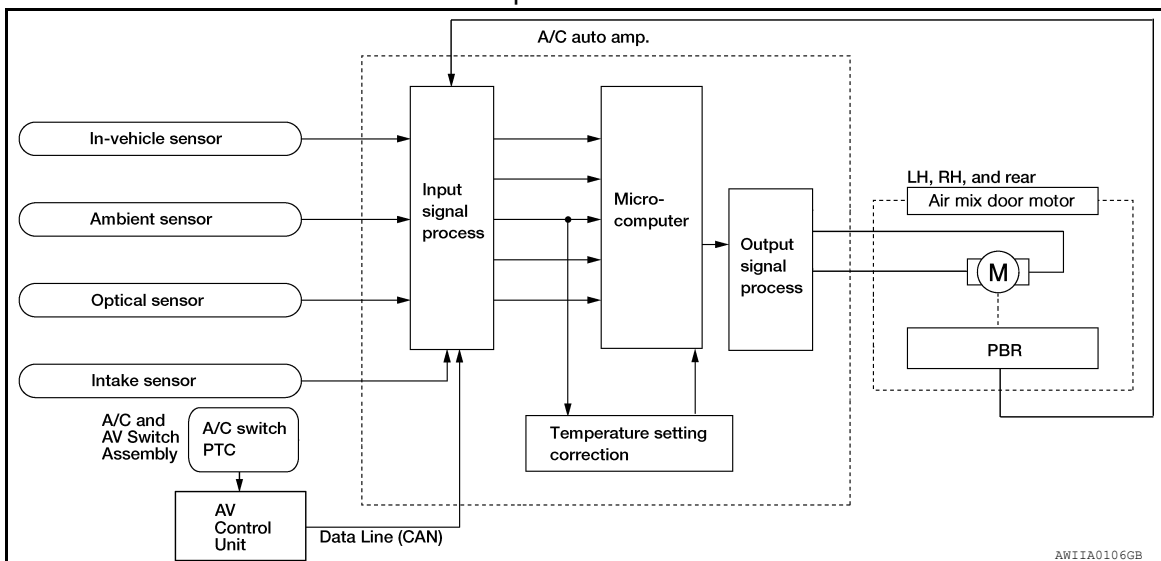 A/C auto amp.
In-vehicle sensor
Ambient sensor
Optical sensor
Intake sensor
A/C and
AV Switch
Assembly
A/C switch
PTC
AV
Control
Unit
Data Line (CAN)
Input
signal
process
Micro-
computer
Temperature setting
correction
Output
signal
process
LH, RH, and rear
Air mix door motor
M
PBR
AWIIA0106GB